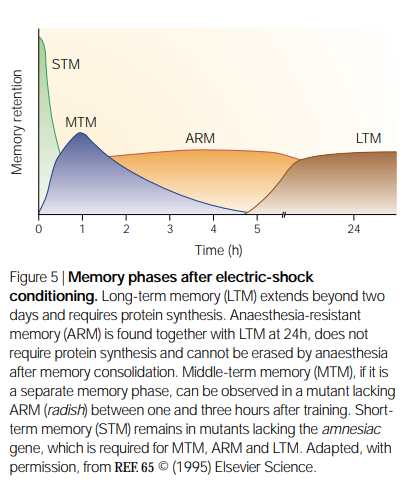 STM
MTM
ARM
LTM
Memory retention
0 1 2 3 4 5 24
Time (h)
Figure 5 | Memory phases after electric-shock
conditioning. Long-term memory (LTM) extends beyond two
days and requires protein synthesis. Anaesthesia-resistant
memory (ARM) is found together with LTM at 24h, does not
require protein synthesis and cannot be erased by anaesthesia
after memory consolidation. Middle-term memory (MTM), if it is
a separate memory phase, can be observed in a mutant lacking
ARM (radish) between one and three hours after training. Short-
term memory (STM) remains in mutants lacking the amnesiac
gene, which is required for MTM, ARM and LTM. Adapted, with
permission, from REF. 65 © (1995) Elsevier Science.